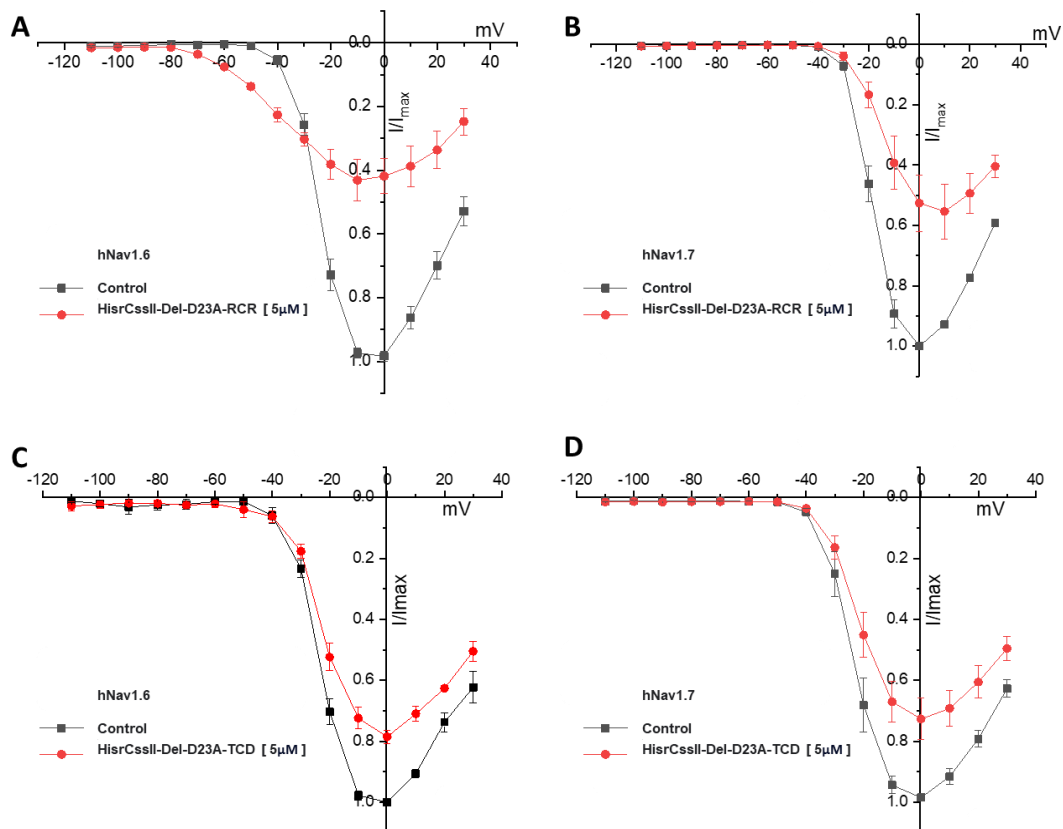 A
mV
-120 -100 -80 -60 -40 -20 0 20 40
0.0
0.2
0.4
0.6
0.8
1.0
I/Imax
hNav1.6
Control
HisrCssII-Del-D23A-RCR [ 5µM ]
B
mV
-120 -100 -80 -60 -40 -20 0 20 40
0.0
0.2
0.4
0.6
0.8
1.0
I/Imax
hNav1.7
Control
HisrCssII-Del-D23A-RCR [ 5µM ]
C
-120 -100 -80 -60 -40 -20 0 20 40
mV
0.0
0.2
0.4
0.6
0.8
1.0
I/Imax
hNav1.6
Control
HisrCssII-Del-D23A-TCD [ 5µM ]
D
-120 -100 -80 -60 -40 -20 0 20 40
mV
0.0
0.2
0.4
0.6
0.8
1.0
I/Imax
hNav1.7
Control
HisrCssII-Del-D23A-TCD [ 5µM ]